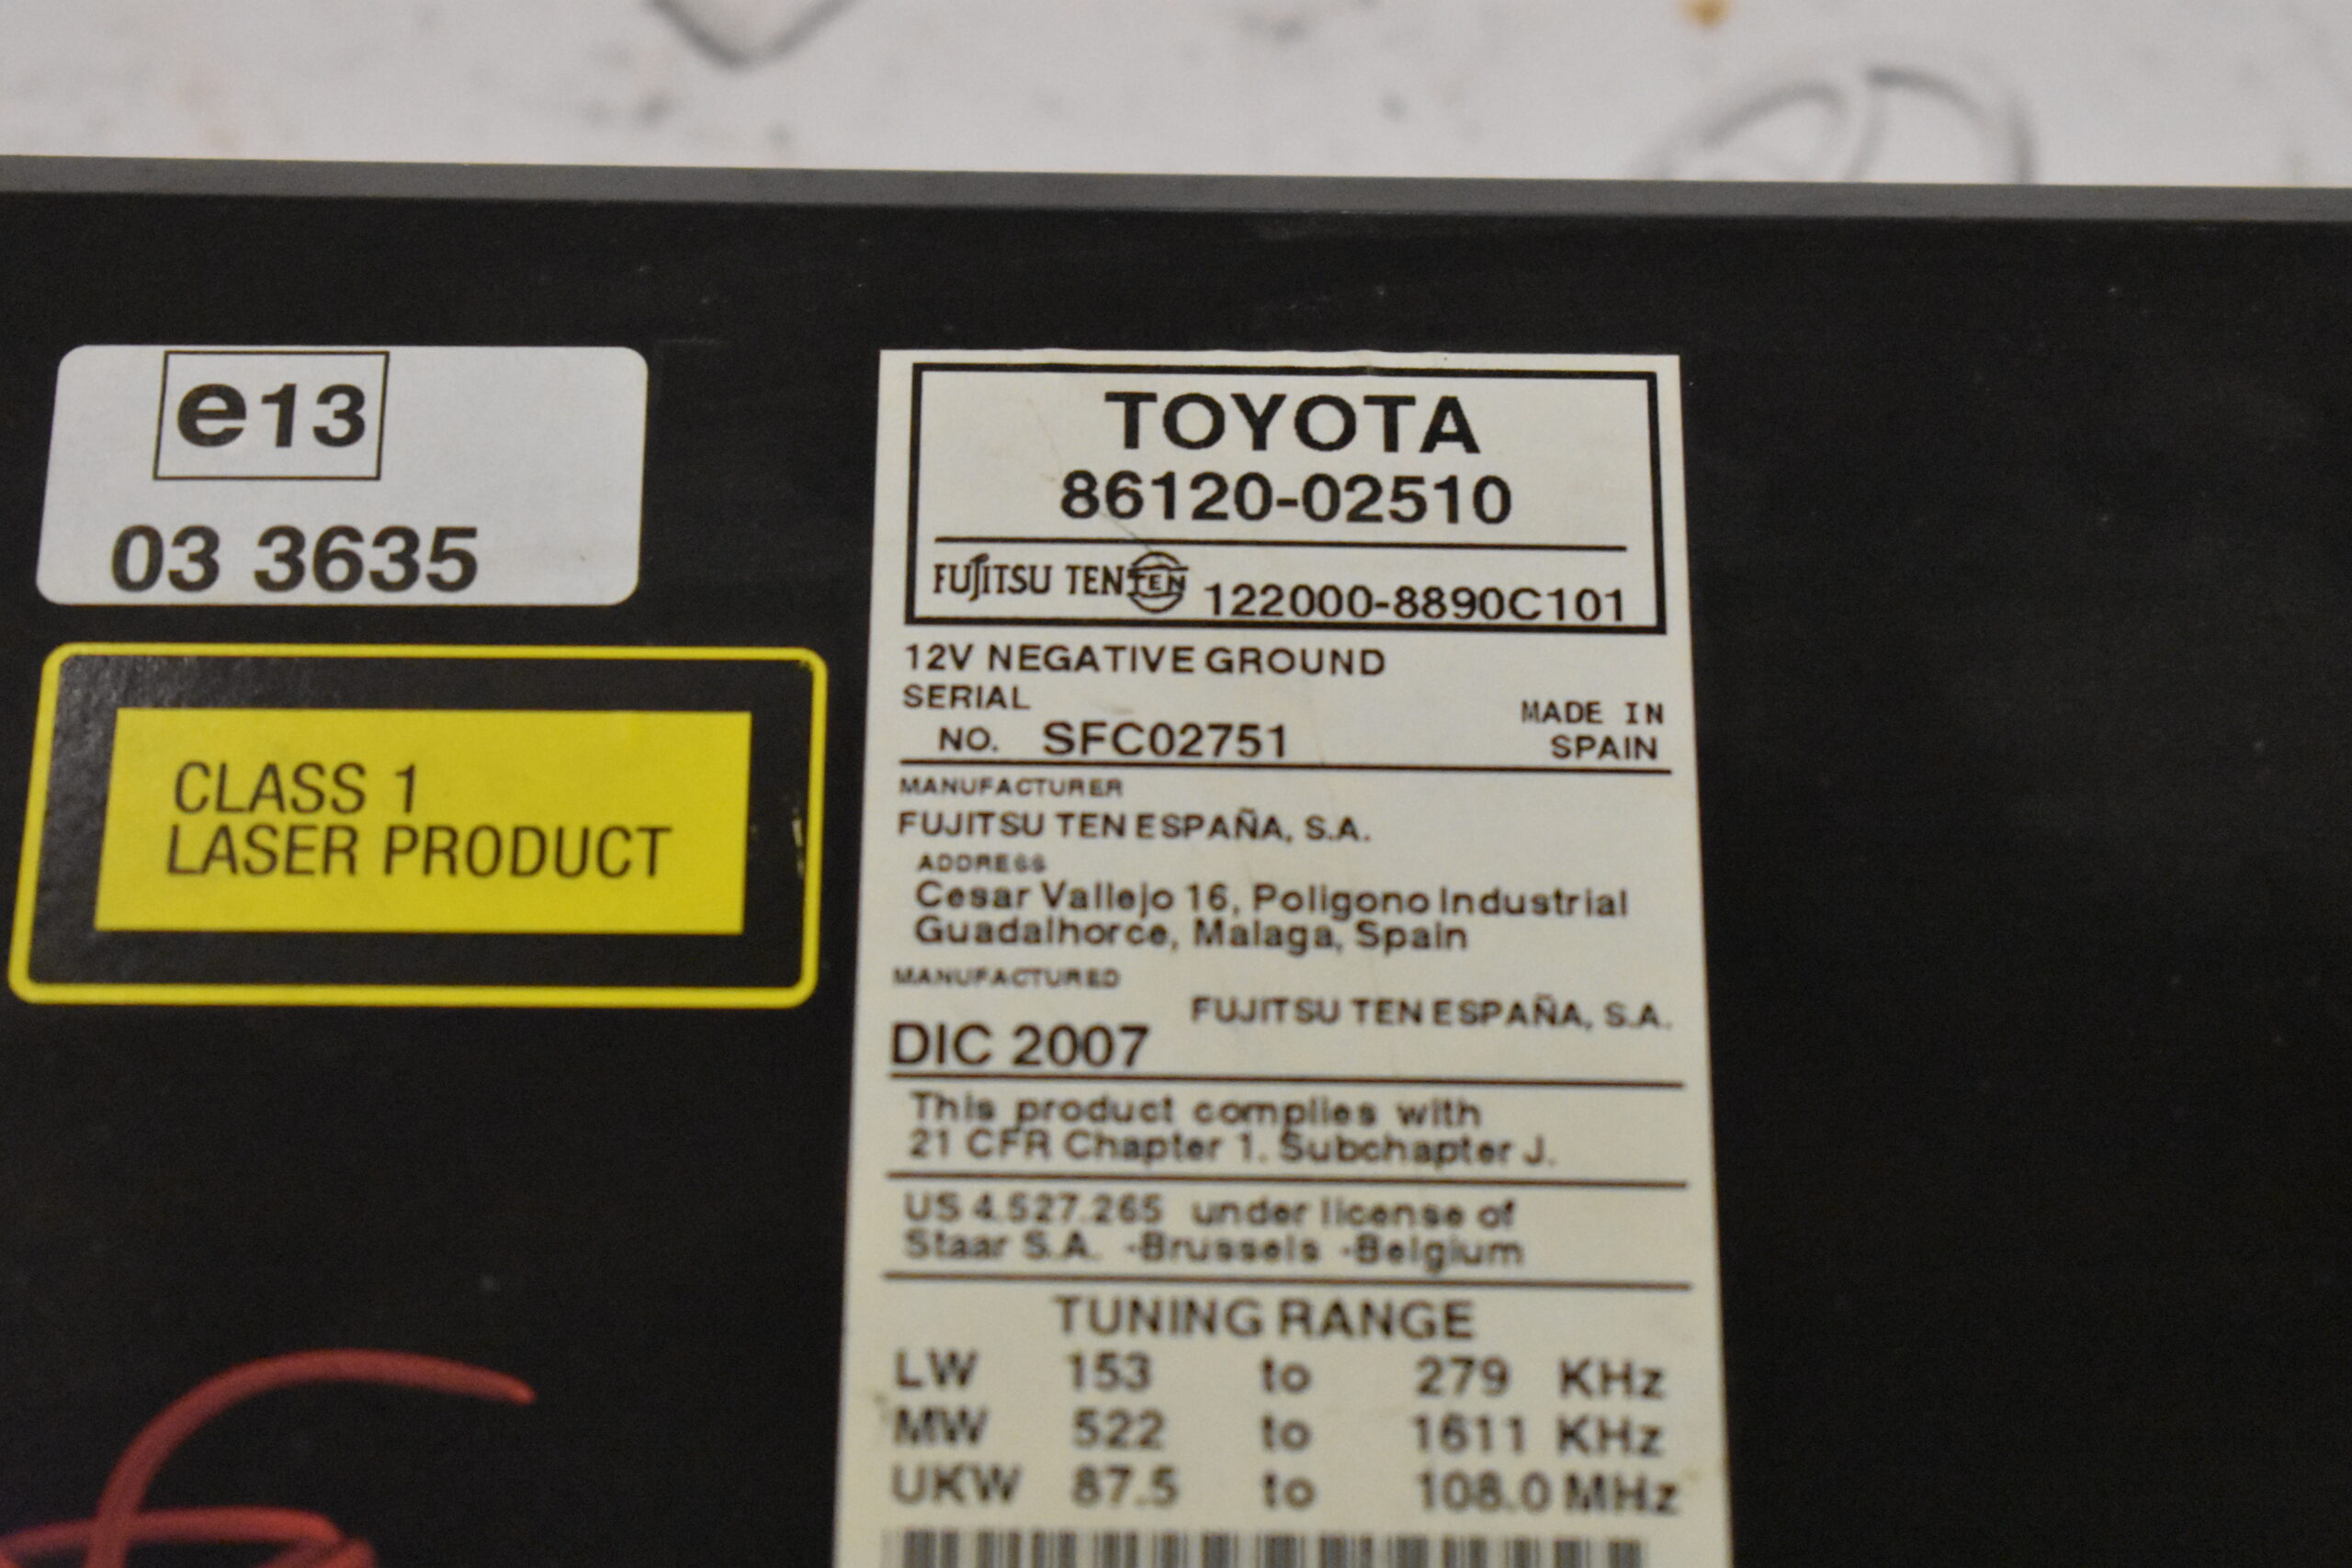 e13
03 3635
CLASS 1
LASER PRODUCT
TOYOTA
86120-02510
FUJITSU TEN TEN 122000-8890C101
12V NEGATIVE GROUND
SERIAL
NO. SFC02751
MADE IN
SPAIN
MANUFACTURER
FUJITSU TEN ESPAÑA, S.A.
ADDRESS
Cesar Vallejo 16, Poligono Industrial
Guadalhorce, Malaga, Spain
MANUFACTURED
FUJITSU TEN ESPAÑA, S.A.
DIC 2007
This product complies with
21 CFR Chapter 1. Subchapter J.
US 4.527.265 under license of
Staar S.A. -Brussels -Belgium
TUNING RANGE
LW 153 to 279 KHz
MW 522 to 1611 KHz
UKW 87.5 to 108.0 MHz